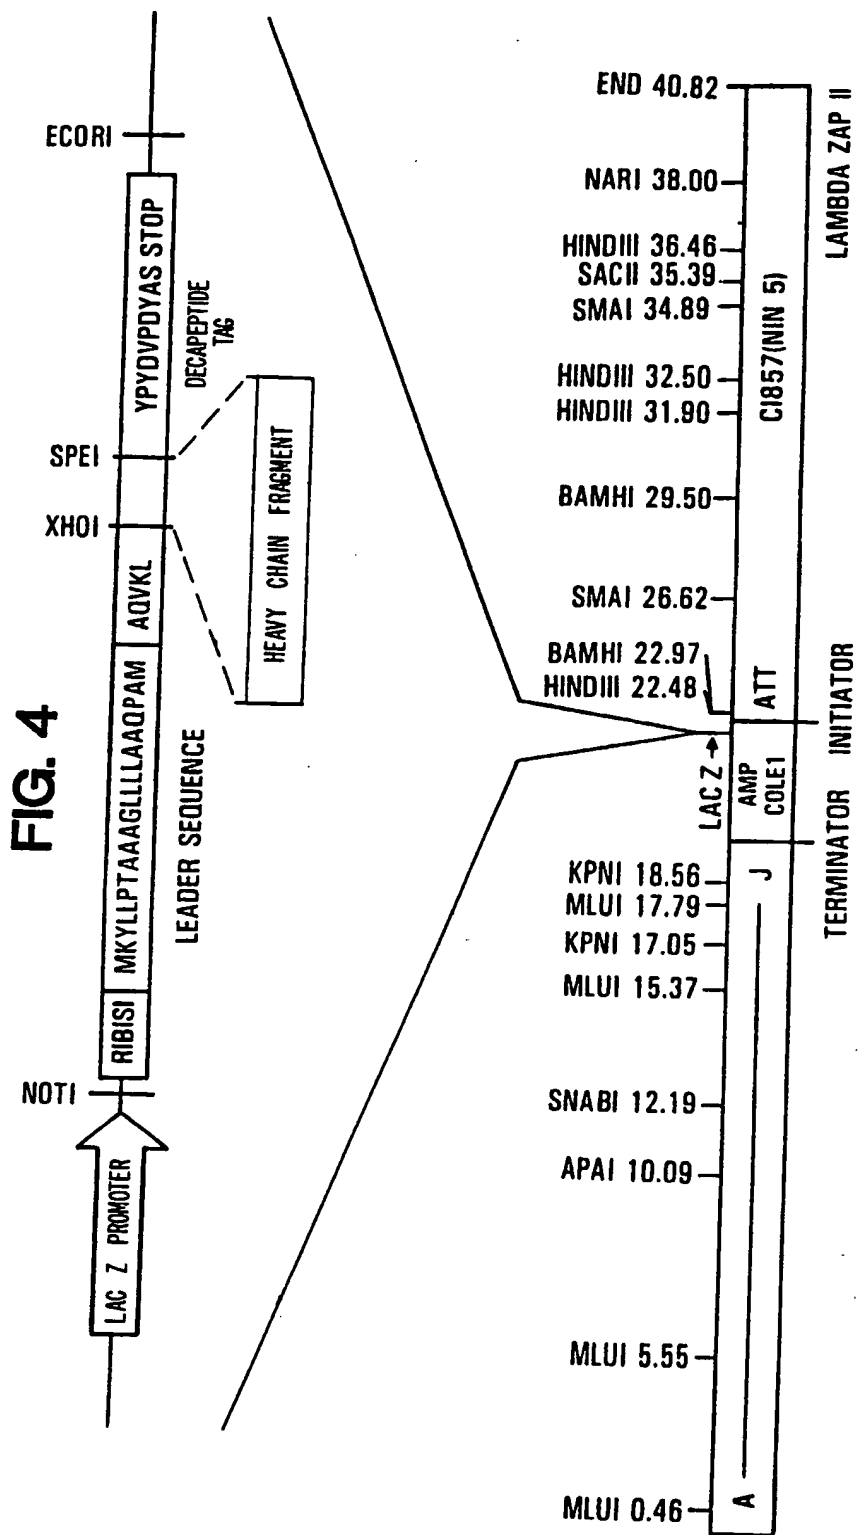 FIG. 4
LAC Z PROMOTER
NOTI
RIBISI
MKYLLPTAAAGLLLLAAQPAM
AQVKL
XHOI
SPEI
YPYDVPDYAS STOP
ECORI
LEADER SEQUENCE
DECAPEPTIDE
TAG
HEAVY CHAIN FRAGMENT
MLUI 0.46
MLUI 5.55
APAI 10.09
SNABI 12.19
MLUI 15.37
KPNI 17.05
MLUI 17.79
KPNI 18.56
LAC Z
HINDIII 22.48
BAMHI 22.97
SMAI 26.62
BAMHI 29.50
HINDIII 31.90
HINDIII 32.50
SMAI 34.89
SACII 35.39
HINDIII 36.46
NARI 38.00
END 40.82
A
J
AMP
COLE1
ATT
CI857(NIN 5)
TERMINATOR
INITIATOR
LAMBDA ZAP II